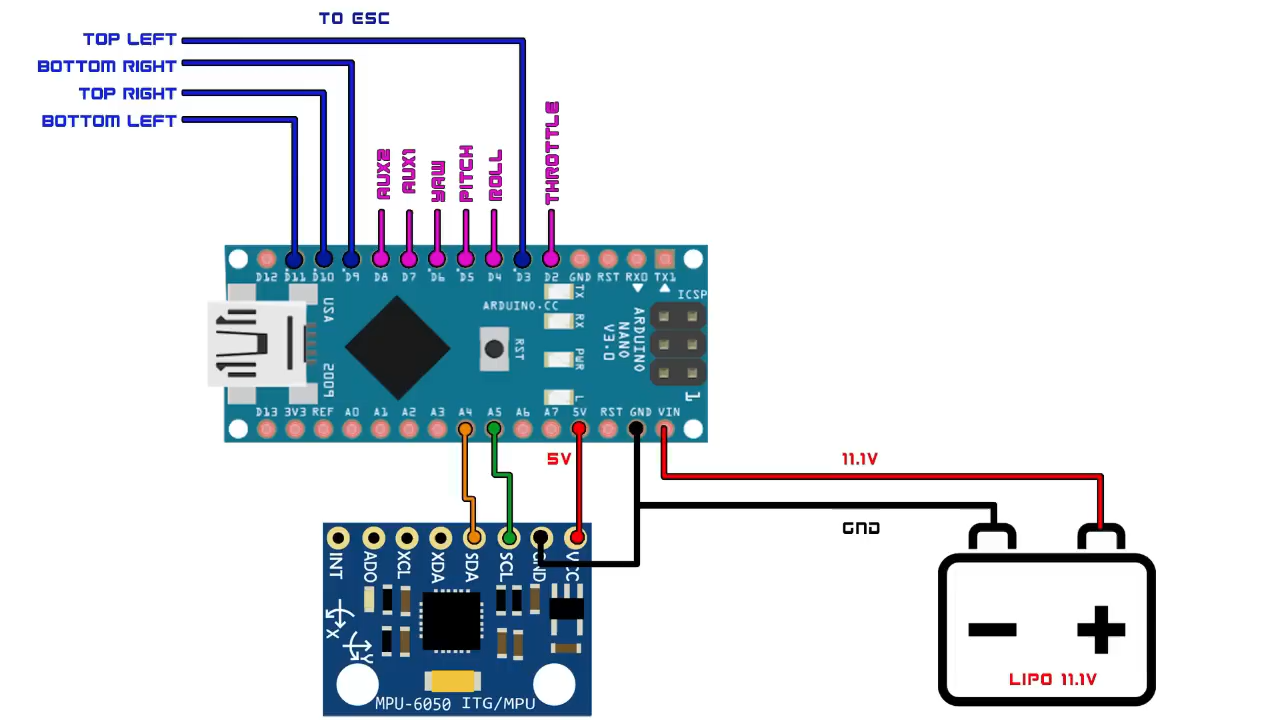 TO ESC
TOP LEFT
BOTTOM RIGHT
TOP RIGHT
BOTTOM LEFT
AUX2
AUX1
YAW
PITCH
ROLL
THROTTLE
D12 D11 D10 D9 D8 D7 D6 D5 D4 D3 D2 GND RST RX0 TX1
ICSP
TX
RX
PWR
L
RST
ARDUINO.CC
ARDUINO
NANO
V3.0
USA
2009
1
D13 3V3 REF A0 A1 A2 A3 A4 A5 A6 A7 5V RST GND VIN
5V
11.1V
GND
INT AD0 XCL XDA SDA SCL GND VCC
X
Y
MPU-6050 ITG/MPU
LIPO 11.1V